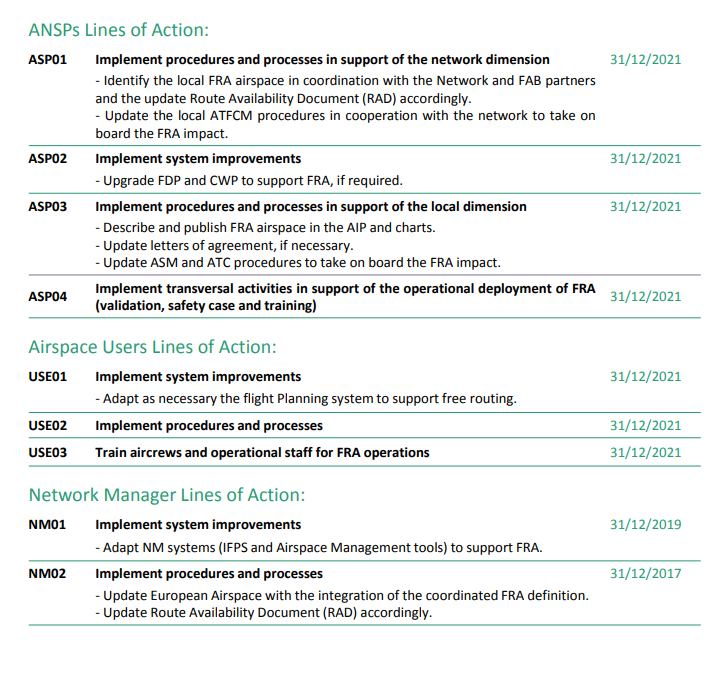 ANSPs Lines of Action:
ASP01 Implement procedures and processes in support of the network dimension 31/12/2021
- Identify the local FRA airspace in coordination with the Network and FAB partners
and the update Route Availability Document (RAD) accordingly.
- Update the local ATFCM procedures in cooperation with the network to take on
board the FRA impact.
ASP02 Implement system improvements 31/12/2021
- Upgrade FDP and CWP to support FRA, if required.
ASP03 Implement procedures and processes in support of the local dimension 31/12/2021
- Describe and publish FRA airspace in the AIP and charts.
- Update letters of agreement, if necessary.
- Update ASM and ATC procedures to take on board the FRA impact.
ASP04 Implement transversal activities in support of the operational deployment of FRA 31/12/2021
(validation, safety case and training)
Airspace Users Lines of Action:
USE01 Implement system improvements 31/12/2021
- Adapt as necessary the flight Planning system to support free routing.
USE02 Implement procedures and processes 31/12/2021
USE03 Train aircrews and operational staff for FRA operations 31/12/2021
Network Manager Lines of Action:
NM01 Implement system improvements 31/12/2019
- Adapt NM systems (IFPS and Airspace Management tools) to support FRA.
NM02 Implement procedures and processes 31/12/2017
- Update European Airspace with the integration of the coordinated FRA definition.
- Update Route Availability Document (RAD) accordingly.